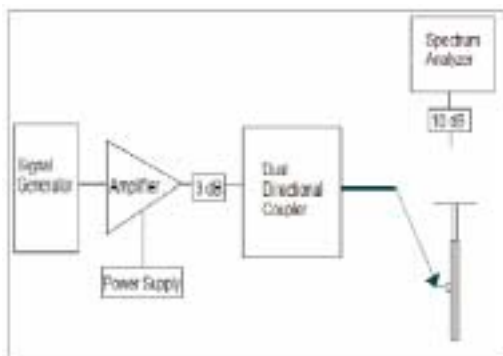 Spectrum
Analyzer
10 dB
Signal
Generator
Amplifier
3 dB
Dual
Directional
Coupler
Power Supply